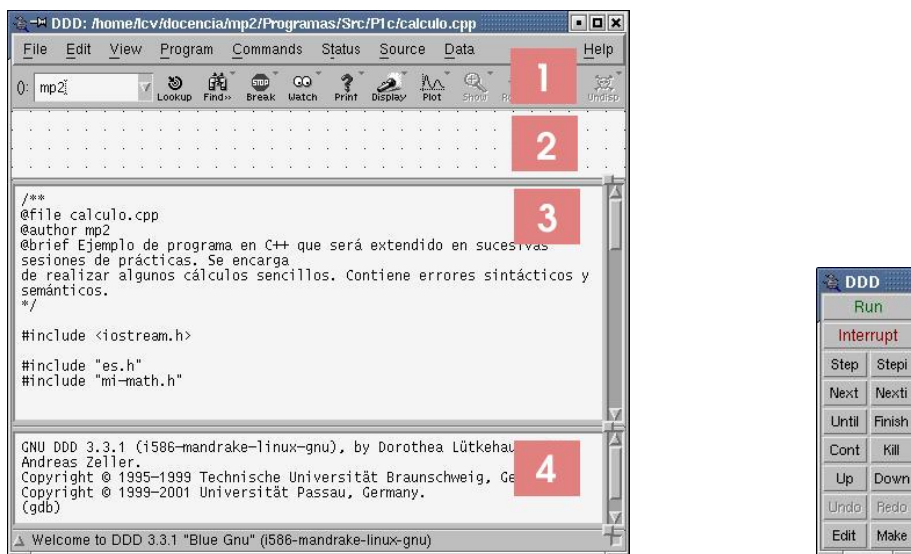 DDD: /home/lcv/docencia/mp2/Programas/Src/P1c/calculo.cpp
File Edit View Program Commands Status Source Data Help
1
(): mp2 Lookup Find» Break Watch Print Display Plot Show Undisp
2
3
/**
@file calculo.cpp
@author mp2
@brief Ejemplo de programa en C++ que será extendido en sucesivas
sesiones de prácticas. Se encarga
de realizar algunos cálculos sencillos. Contiene errores sintácticos y
semánticos.
*/
#include <iostream.h>
#include "es.h"
#include "mi-math.h"
4
GNU DDD 3.3.1 (i586-mandrake-linux-gnu), by Dorothea
Andreas Zeller.
Copyright © 1995-1999 Technische Universität Braunschweig,
Copyright © 1999-2001 Universität Passau, Germany.
(gdb)
Welcome to DDD 3.3.1 "Blue Gnu" (i586-mandrake-linux-gnu)
DDD
Run
Interrupt
Step Stepi
Next Nexti
Until Finish
Cont Kill
Up Down
Undo Redo
Edit Make